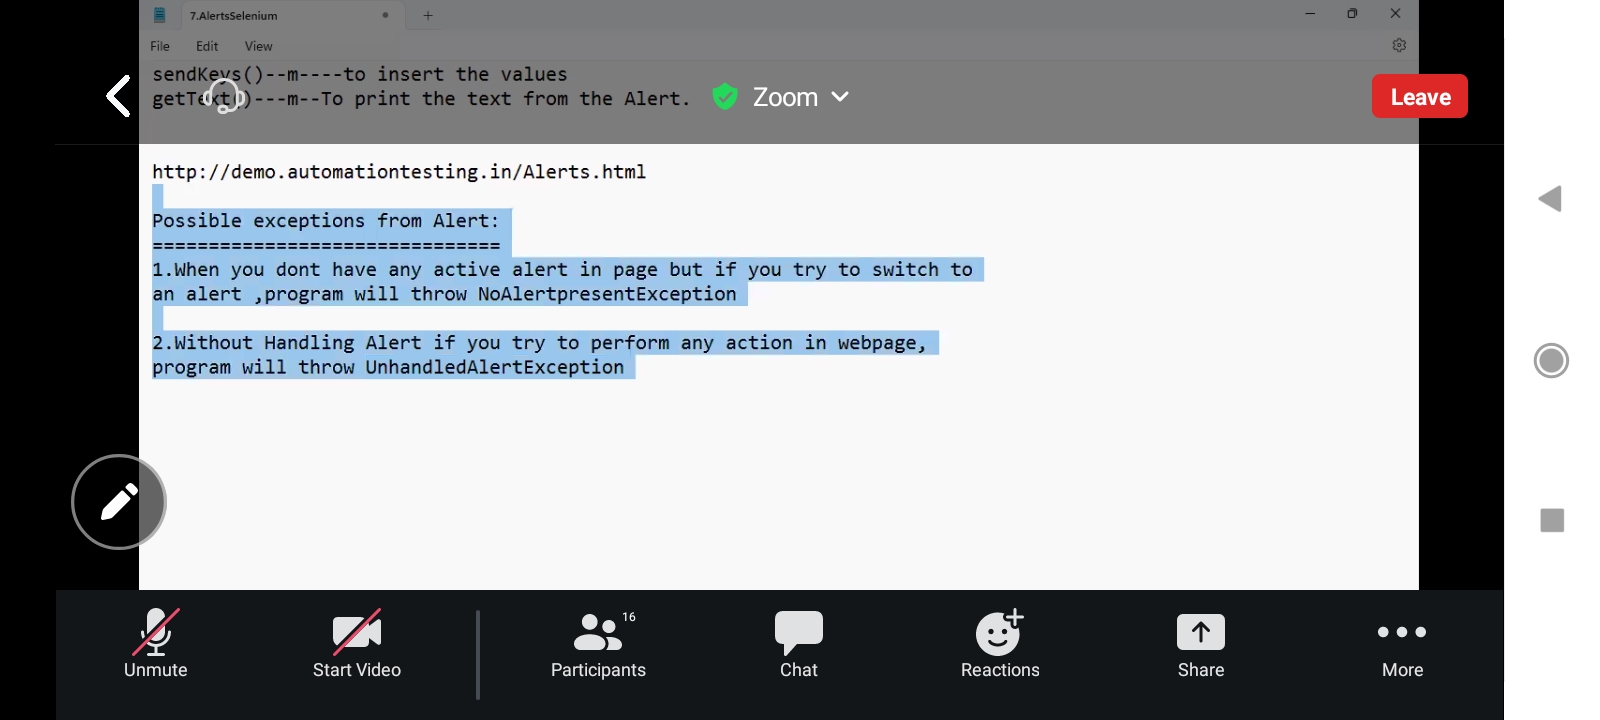 7.AlertsSelenium
File Edit View
sendKeys()--m----to insert the values
getText()---m--To print the text from the Alert.
Zoom
Leave
http://demo.automationtesting.in/Alerts.html
Possible exceptions from Alert:
===============================
1.When you dont have any active alert in page but if you try to switch to
an alert ,program will throw NoAlertpresentException
2.Without Handling Alert if you try to perform any action in webpage,
program will throw UnhandledAlertException
16
Unmute Start Video Participants Chat Reactions Share More